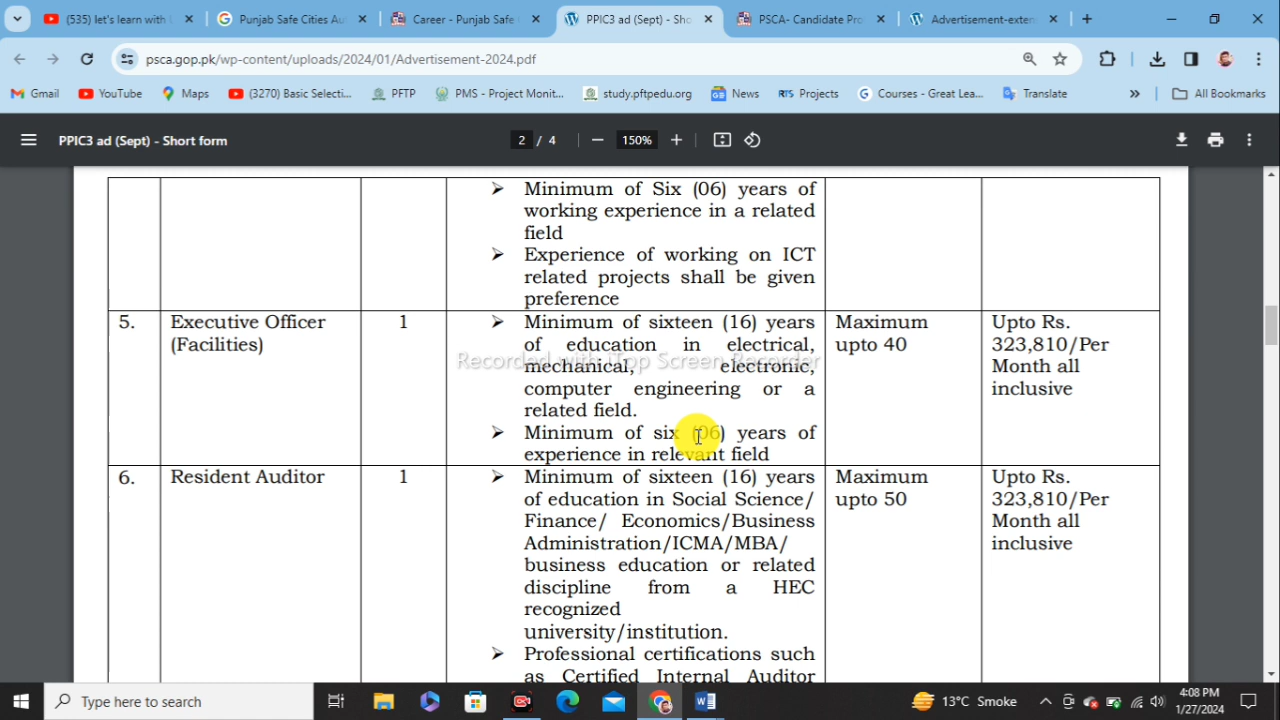 (535) let's learn with
Punjab Safe Cities Au
Career - Punjab Safe
PPIC3 ad (Sept) - Sho
PSCA- Candidate Pro
Advertisement-exten
psca.gop.pk/wp-content/uploads/2024/01/Advertisement-2024.pdf
Gmail YouTube Maps (3270) Basic Selecti... PFTP PMS - Project Monit... study.pftpedu.org News RTS Projects Courses - Great Lea... Translate » All Bookmarks
PPIC3 ad (Sept) - Short form
2 / 4
150%
➢ Minimum of Six (06) years of
working experience in a related
field
➢ Experience of working on ICT
related projects shall be given
preference
5.
Executive Officer
(Facilities)
1
➢ Minimum of sixteen (16) years
of education in electrical,
mechanical, electronic,
computer engineering or a
related field.
➢ Minimum of six (06) years of
experience in relevant field
Maximum
upto 40
Upto Rs.
323,810/Per
Month all
inclusive
Recorded with iTop Screen Recorder
6.
Resident Auditor
1
➢ Minimum of sixteen (16) years
of education in Social Science/
Finance/ Economics/Business
Administration/ICMA/MBA/
business education or related
discipline from a HEC
recognized
university/institution.
➢ Professional certifications such
as Certified Internal Auditor
Maximum
upto 50
Upto Rs.
323,810/Per
Month all
inclusive
Type here to search
13°C Smoke
4:08 PM
1/27/2024